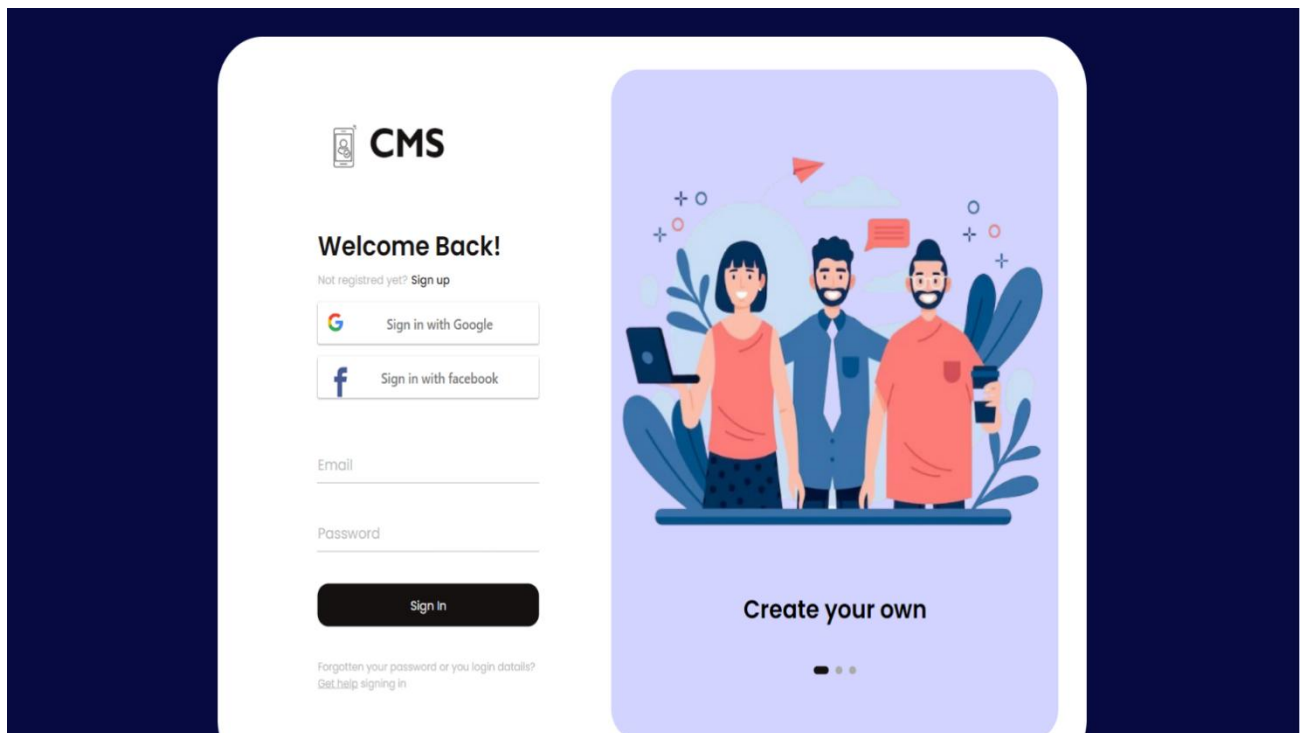 CMS
Welcome Back!
Not registred yet? Sign up
Sign in with Google
Sign in with facebook
Email
Password
Sign In
Forgotten your password or you login datails?
Get help signing in
Create your own